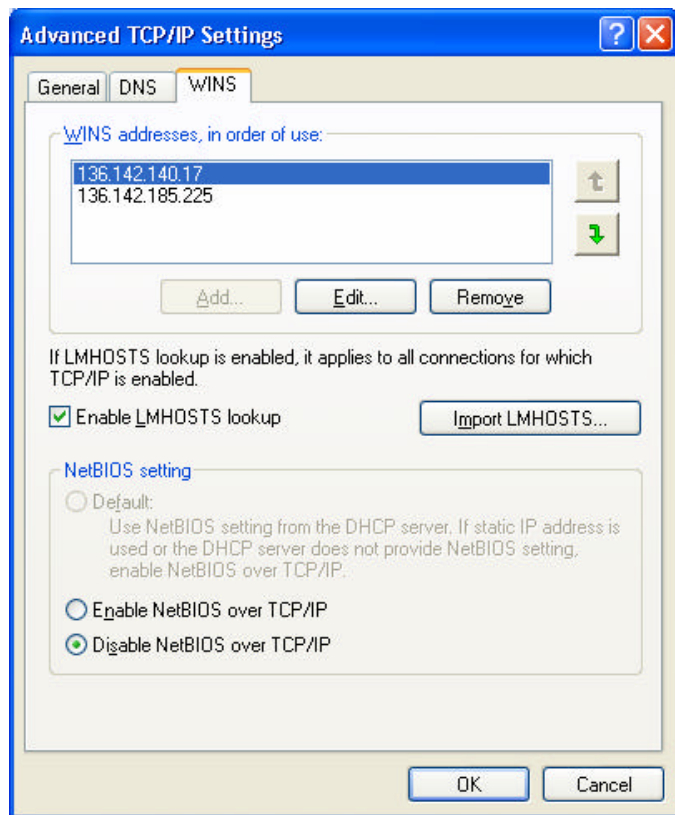 Advanced TCP/IP Settings
General DNS WINS
WINS addresses, in order of use:
136.142.140.17
136.142.185.225
Add... Edit... Remove
If LMHOSTS lookup is enabled, it applies to all connections for which
TCP/IP is enabled.
Enable LMHOSTS lookup Import LMHOSTS...
NetBIOS setting
Default:
Use NetBIOS setting from the DHCP server. If static IP address is
used or the DHCP server does not provide NetBIOS setting,
enable NetBIOS over TCP/IP.
Enable NetBIOS over TCP/IP
Disable NetBIOS over TCP/IP
OK Cancel